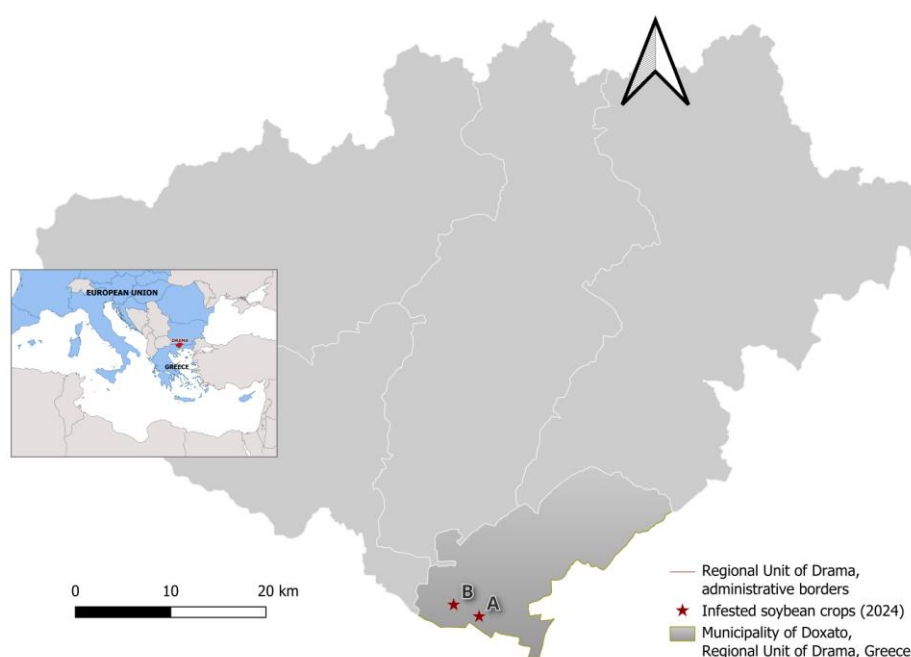 EUROPEAN UNION
DRAMA
GREECE
B
A
0 10 20 km
Regional Unit of Drama,
administrative borders
Infested soybean crops (2024)
Municipality of Doxato,
Regional Unit of Drama, Greece